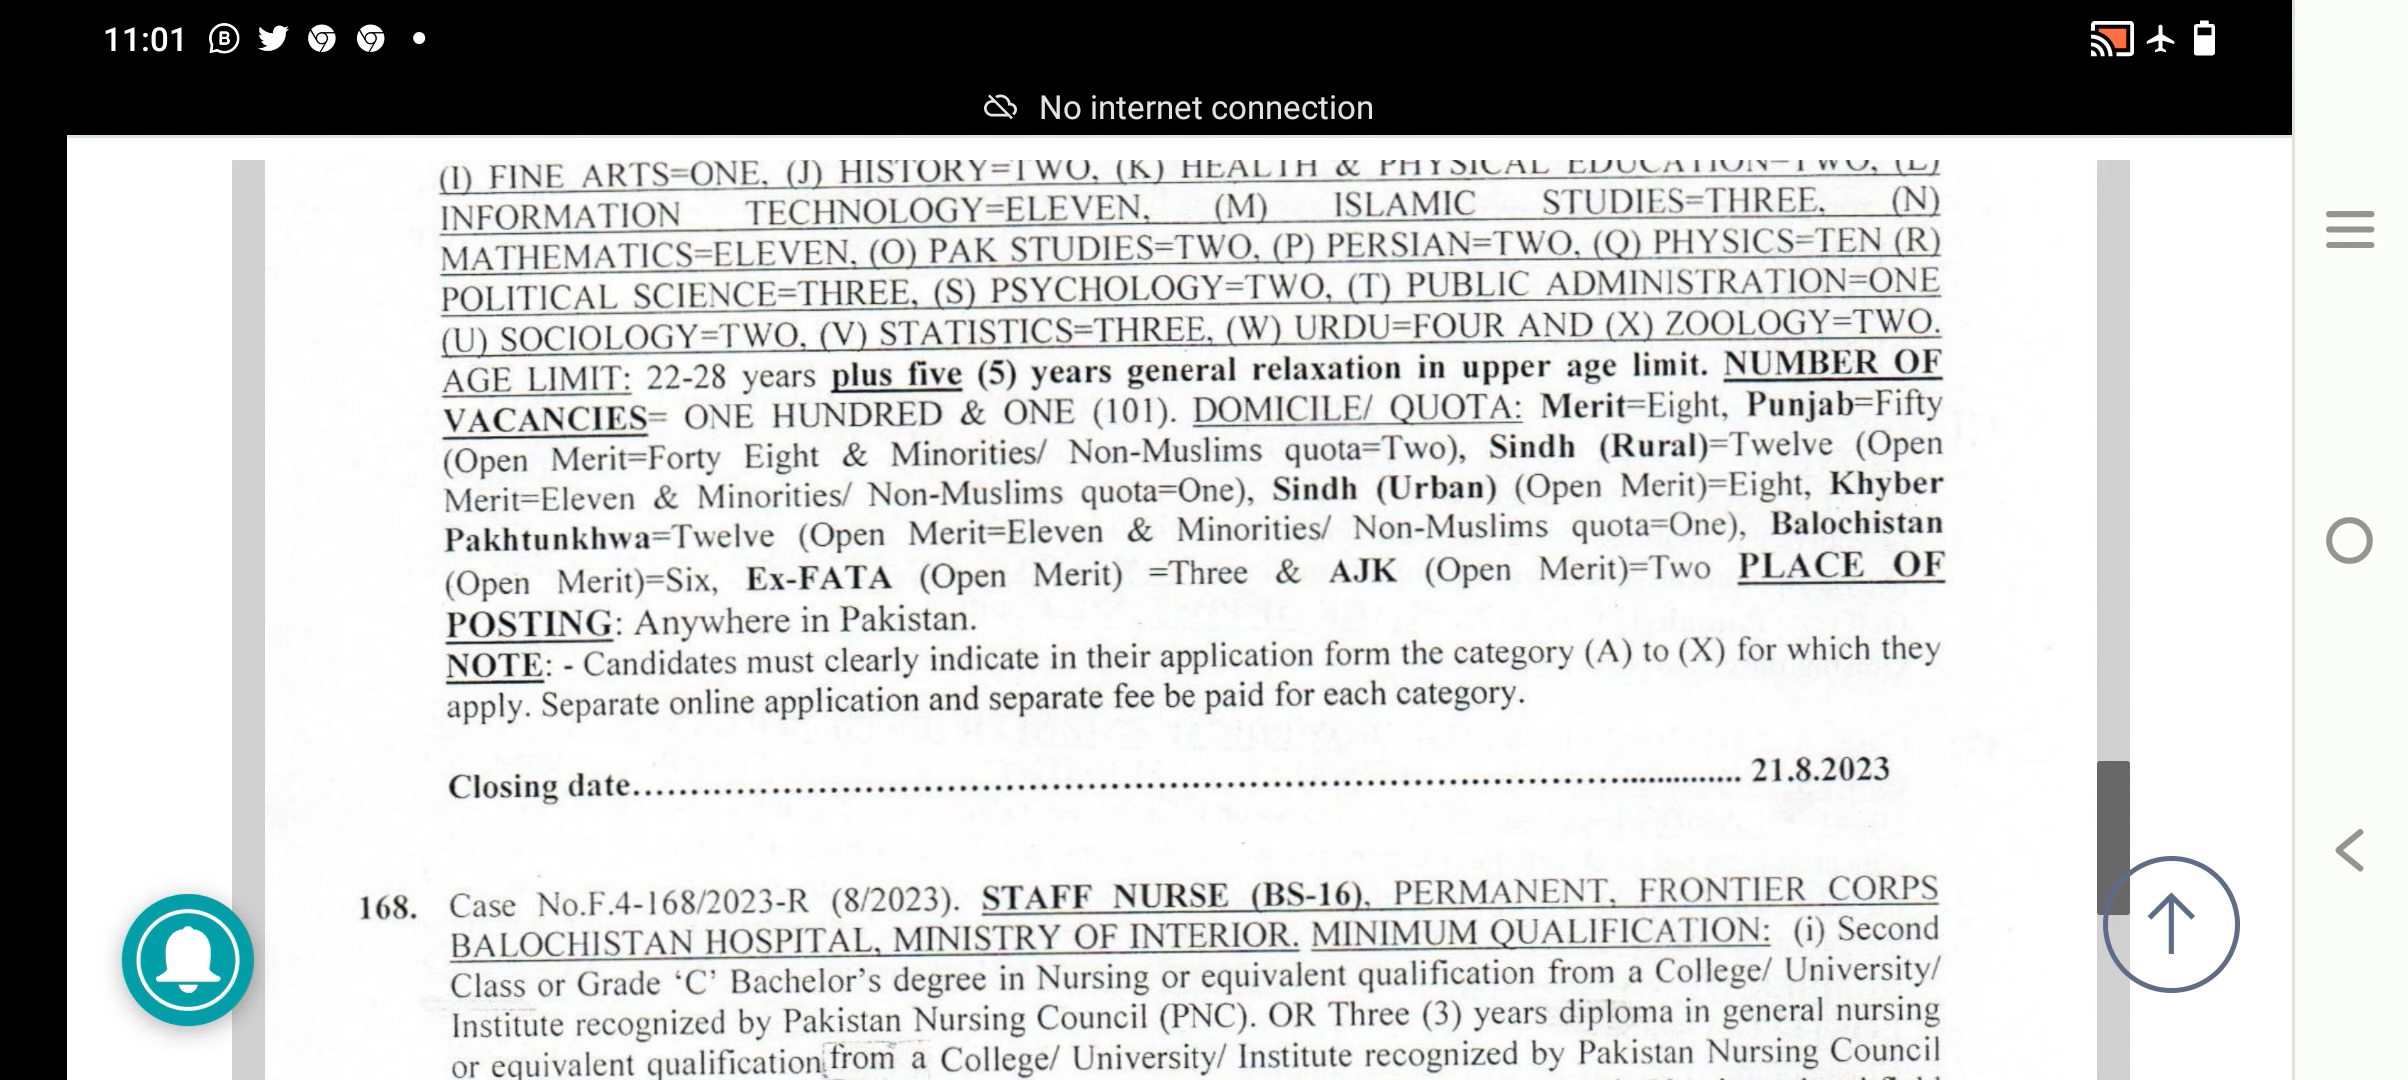 11:01
No internet connection
(I) FINE ARTS=ONE, (J) HISTORY=TWO, (K) HEALTH & PHYSICAL EDUCATION=TWO, (L)
INFORMATION TECHNOLOGY=ELEVEN, (M) ISLAMIC STUDIES=THREE, (N)
MATHEMATICS=ELEVEN, (O) PAK STUDIES=TWO, (P) PERSIAN=TWO, (Q) PHYSICS=TEN (R)
POLITICAL SCIENCE=THREE, (S) PSYCHOLOGY=TWO, (T) PUBLIC ADMINISTRATION=ONE
(U) SOCIOLOGY=TWO, (V) STATISTICS=THREE, (W) URDU=FOUR AND (X) ZOOLOGY=TWO.
AGE LIMIT: 22-28 years plus five (5) years general relaxation in upper age limit. NUMBER OF
VACANCIES= ONE HUNDRED & ONE (101). DOMICILE/ QUOTA: Merit=Eight, Punjab=Fifty
(Open Merit=Forty Eight & Minorities/ Non-Muslims quota=Two), Sindh (Rural)=Twelve (Open
Merit=Eleven & Minorities/ Non-Muslims quota=One), Sindh (Urban) (Open Merit)=Eight, Khyber
Pakhtunkhwa=Twelve (Open Merit=Eleven & Minorities/ Non-Muslims quota=One), Balochistan
(Open Merit)=Six, Ex-FATA (Open Merit) =Three & AJK (Open Merit)=Two PLACE OF
POSTING: Anywhere in Pakistan.
NOTE: - Candidates must clearly indicate in their application form the category (A) to (X) for which they
apply. Separate online application and separate fee be paid for each category.
Closing date.......................................................................................... 21.8.2023
168. Case No.F.4-168/2023-R (8/2023). STAFF NURSE (BS-16), PERMANENT, FRONTIER CORPS
BALOCHISTAN HOSPITAL, MINISTRY OF INTERIOR. MINIMUM QUALIFICATION: (i) Second
Class or Grade ‘C’ Bachelor’s degree in Nursing or equivalent qualification from a College/ University/
Institute recognized by Pakistan Nursing Council (PNC). OR Three (3) years diploma in general nursing
or equivalent qualification from a College/ University/ Institute recognized by Pakistan Nursing Council